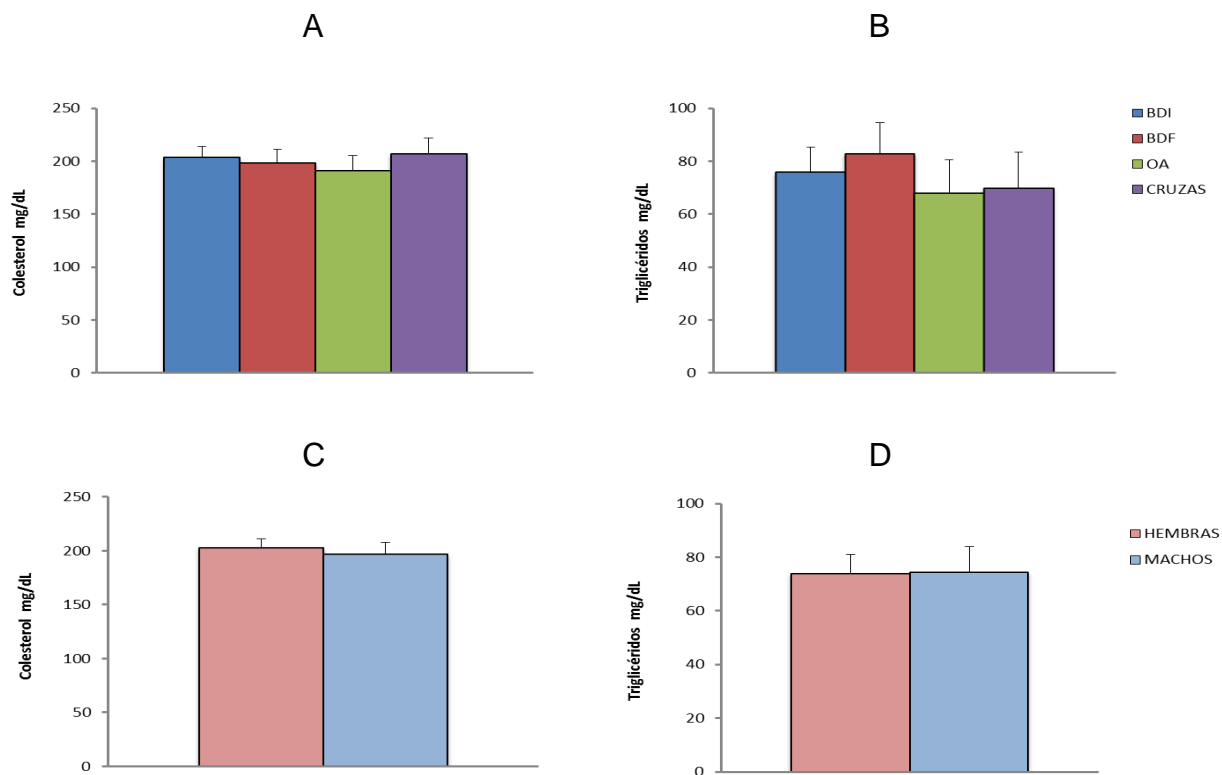 A
Colesterol mg/dL
250
200
150
100
50
0
B
Triglicéridos mg/dL
100
80
60
40
20
0
BDI
BDF
OA
CRUZAS
C
Colesterol mg/dL
250
200
150
100
50
0
D
Triglicéridos mg/dL
100
80
60
40
20
0
HEMBRAS
MACHOS